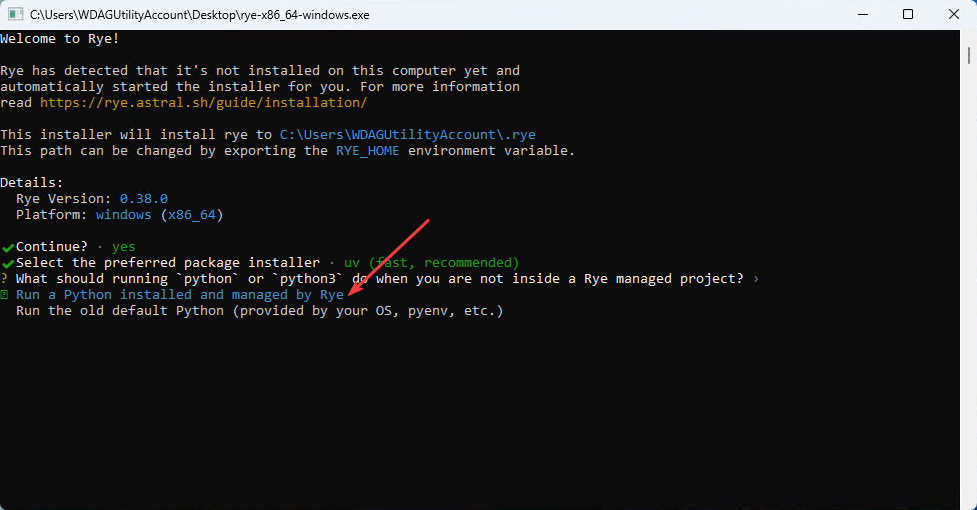 C:\Users\WDAGUtilityAccount\Desktop\rye-x86_64-windows.exe
Welcome to Rye!
Rye has detected that it's not installed on this computer yet and
automatically started the installer for you. For more information
read https://rye.astral.sh/guide/installation/
This installer will install rye to C:\Users\WDAGUtilityAccount\.rye
This path can be changed by exporting the RYE_HOME environment variable.
Details:
Rye Version: 0.38.0
Platform: windows (x86_64)
✔ Continue? · yes
✔ Select the preferred package installer · uv (fast, recommended)
? What should running `python` or `python3` do when you are not inside a Rye managed project? ›
Run a Python installed and managed by Rye
Run the old default Python (provided by your OS, pyenv, etc.)